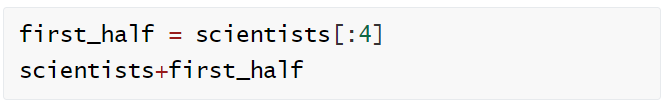 first_half = scientists[:4]
scientists+first_half